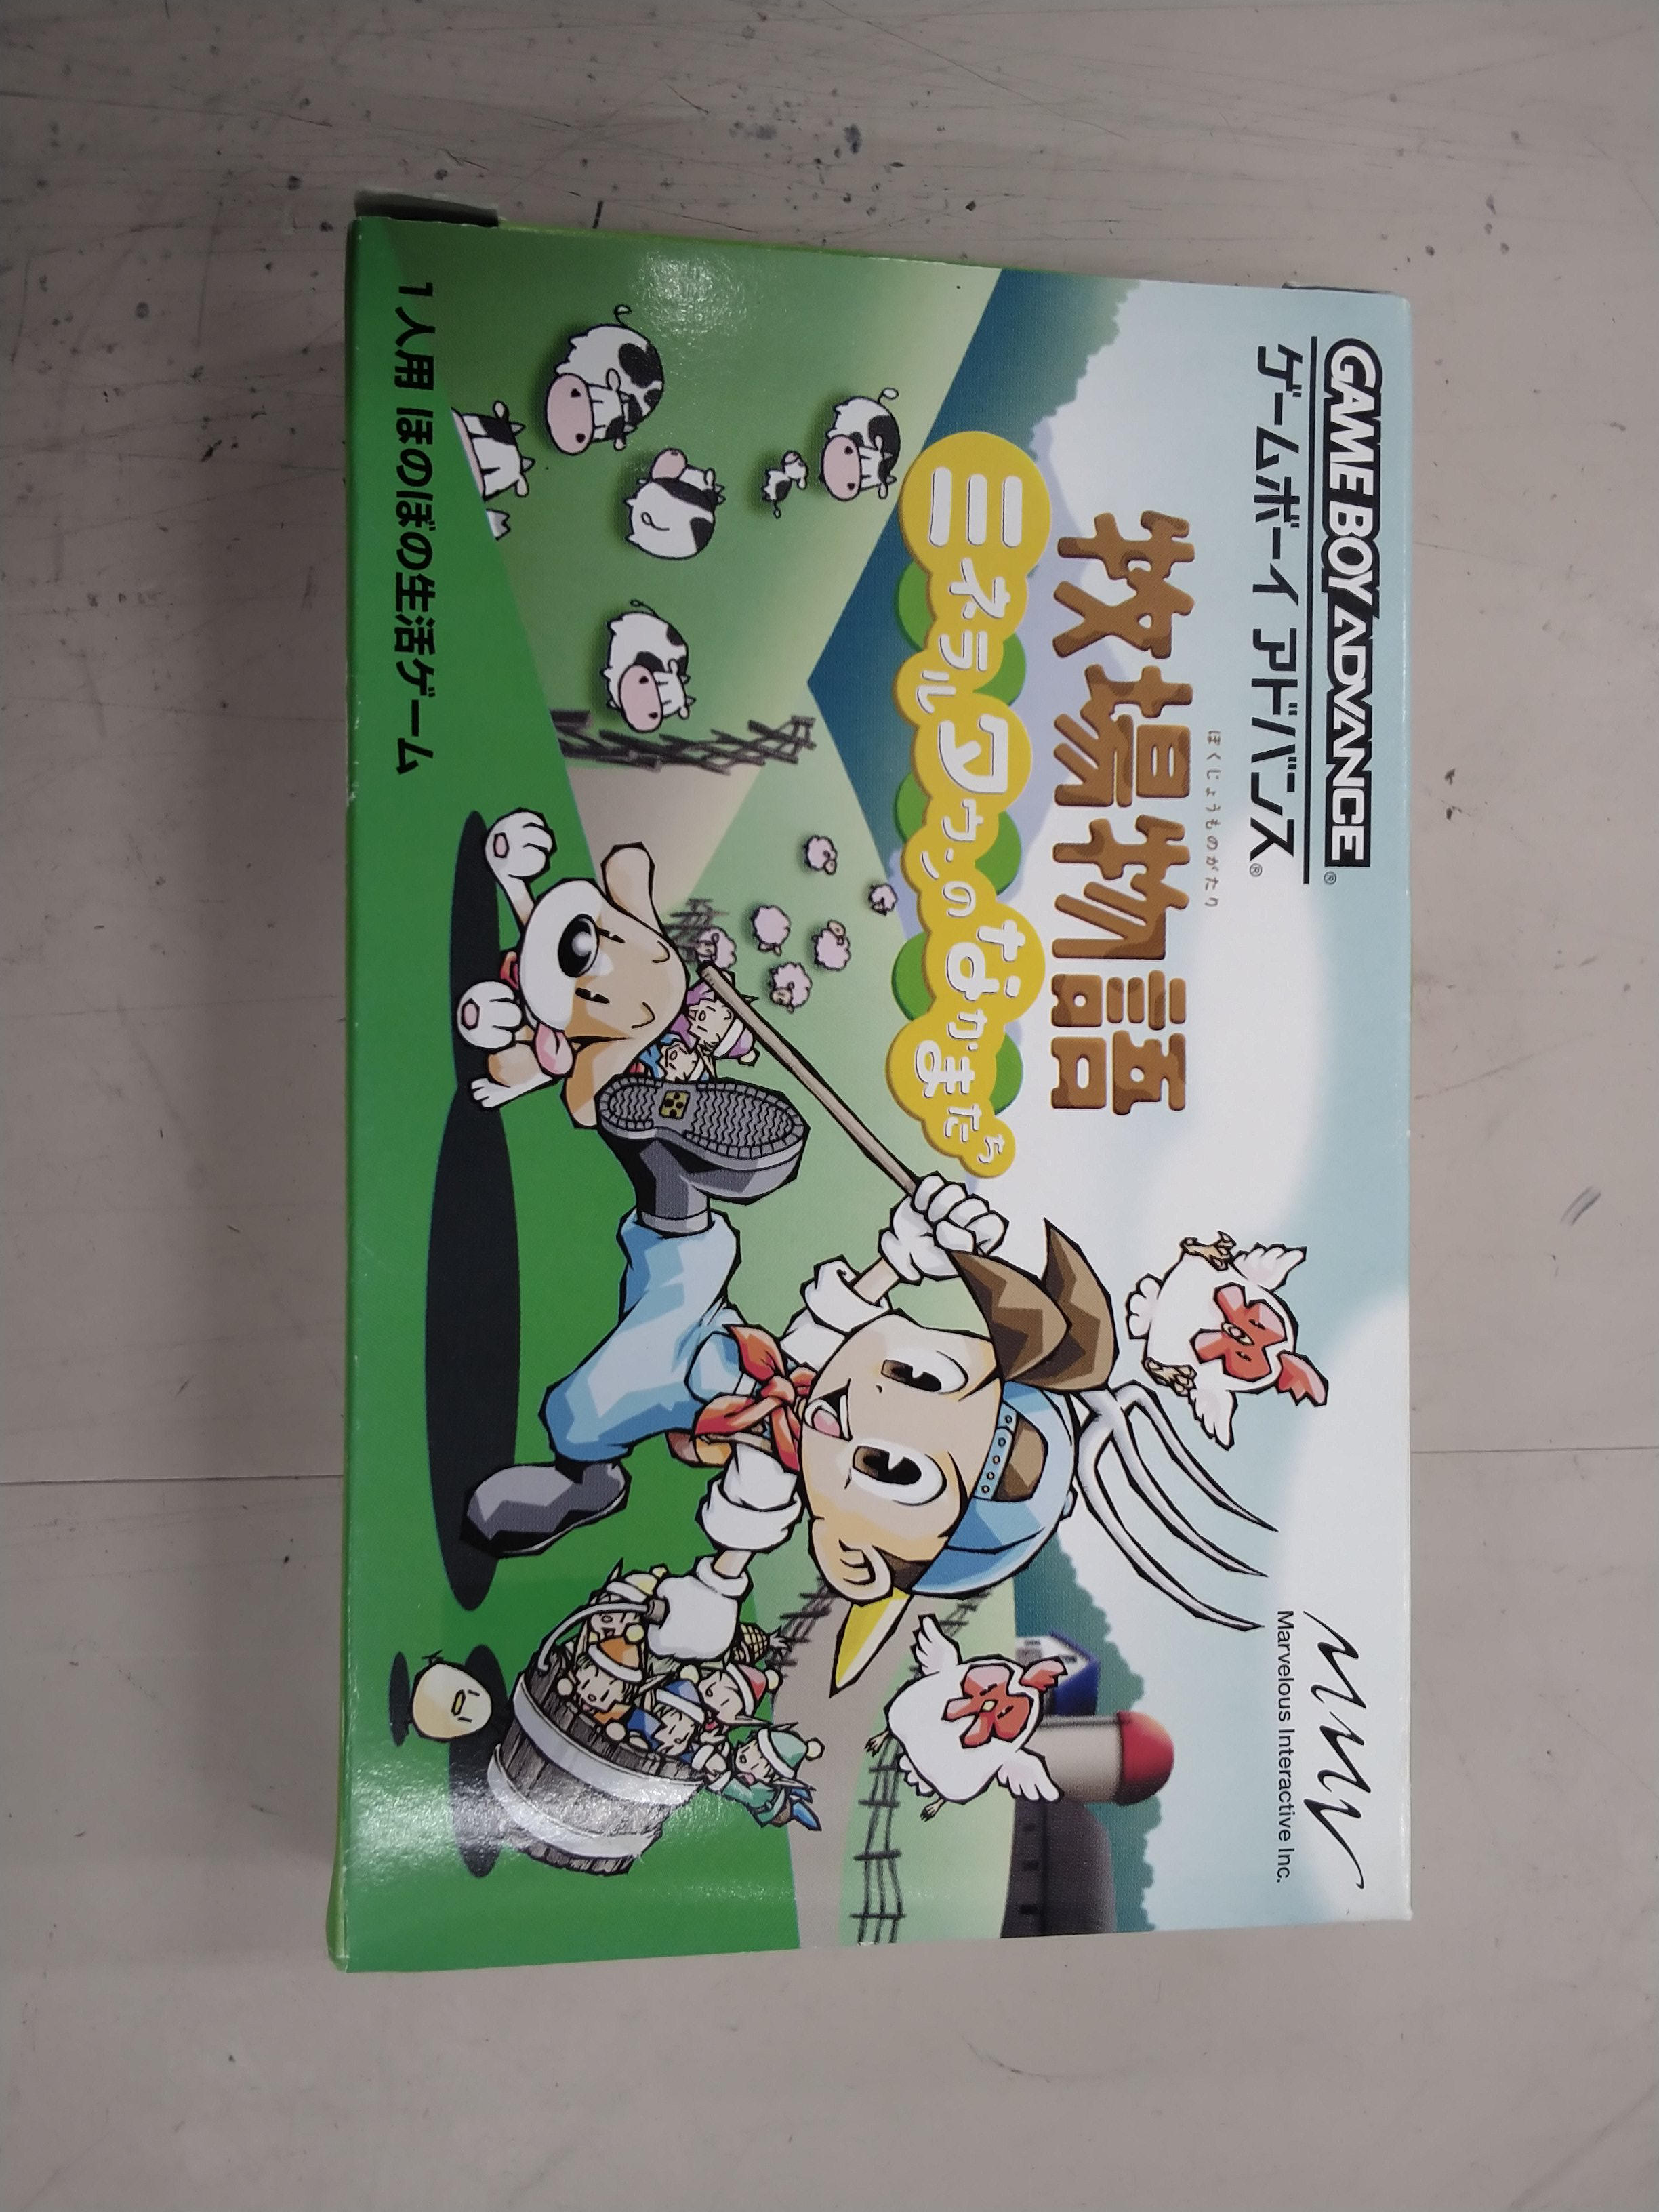 GAME BOY ADVANCE®
ゲームボーイ アドバンス®
Marvelous Interactive Inc.
ぼくじょうものがたり
牧場物語
ミネラルタウンのなかまたち
1人用 ほのぼの生活ゲーム